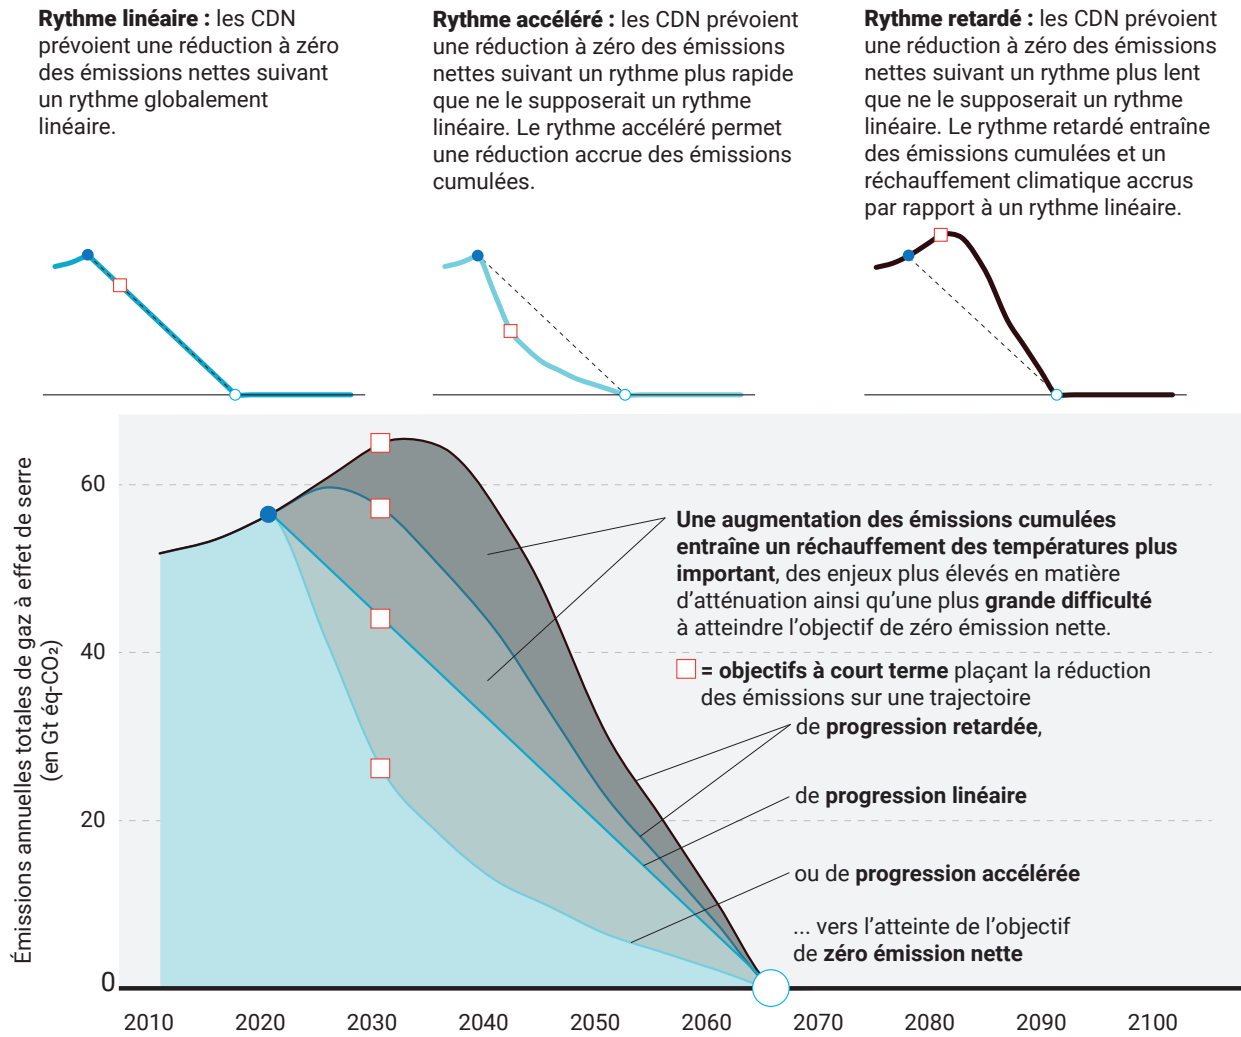 Rythme linéaire : les CDN
prévoient une réduction à zéro
des émissions nettes suivant
un rythme globalement
linéaire.
Rythme accéléré : les CDN prévoient
une réduction à zéro des émissions
nettes suivant un rythme plus rapide
que ne le supposerait un rythme
linéaire. Le rythme accéléré permet
une réduction accrue des émissions
cumulées.
Rythme retardé : les CDN prévoient
une réduction à zéro des émissions
nettes suivant un rythme plus lent
que ne le supposerait un rythme
linéaire. Le rythme retardé entraîne
des émissions cumulées et un
réchauffement climatique accrus
par rapport à un rythme linéaire.
Émissions annuelles totales de gaz à effet de serre
(en Gt éq-CO₂)
60
40
20
0
Une augmentation des émissions cumulées
entraîne un réchauffement des températures plus
important, des enjeux plus élevés en matière
d’atténuation ainsi qu’une plus grande difficulté
à atteindre l’objectif de zéro émission nette.
= objectifs à court terme plaçant la réduction
des émissions sur une trajectoire
de progression retardée,
de progression linéaire
ou de progression accélérée
... vers l’atteinte de l’objectif
de zéro émission nette
2010 2020 2030 2040 2050 2060 2070 2080 2090 2100